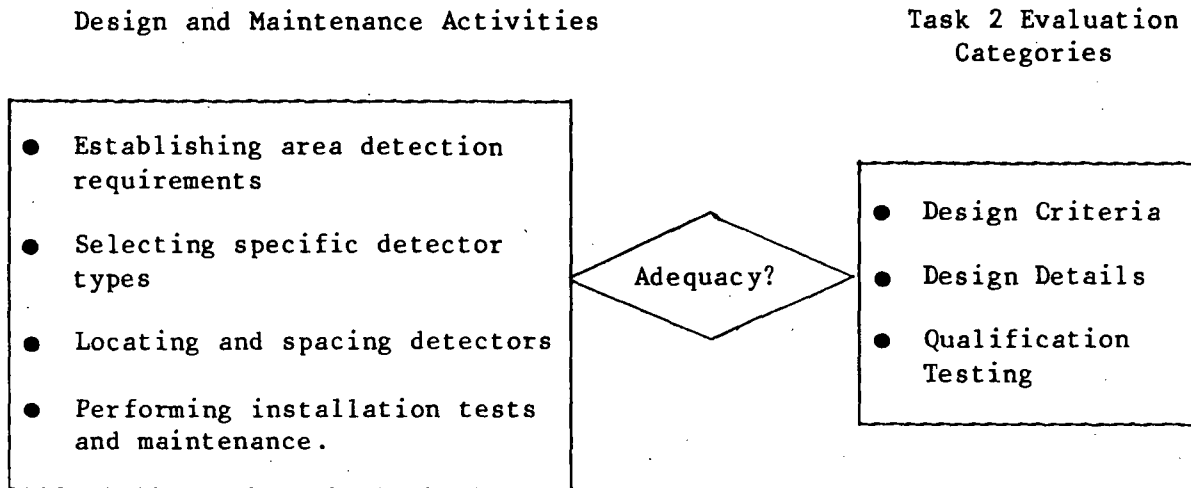 Design and Maintenance Activities
Task 2 Evaluation
Categories
● Establishing area detection
requirements
● Selecting specific detector
types
● Locating and spacing detectors
● Performing installation tests
and maintenance.
Adequacy?
● Design Criteria
● Design Details
● Qualification
Testing